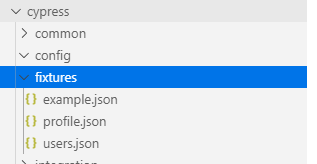 cypress
common
config
fixtures
{} example.json
{} profile.json
{} users.json